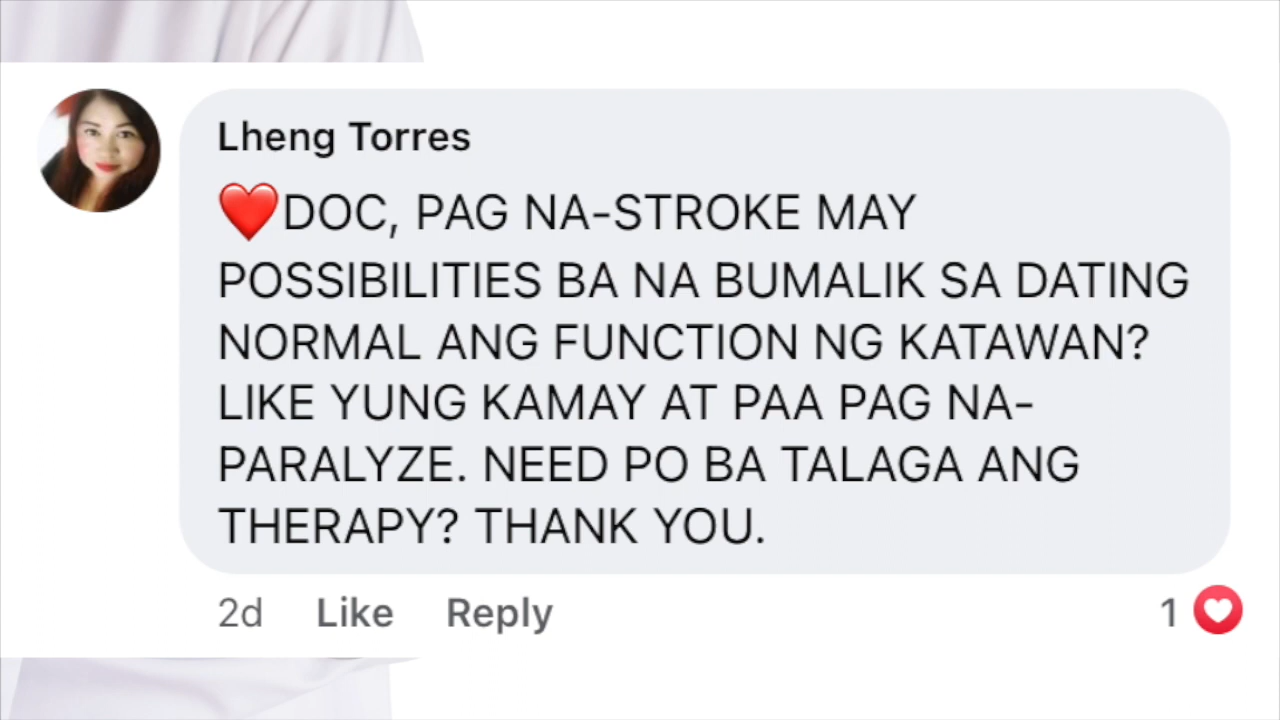 Lheng Torres
❤️DOC, PAG NA-STROKE MAY
POSSIBILITIES BA NA BUMALIK SA DATING
NORMAL ANG FUNCTION NG KATAWAN?
LIKE YUNG KAMAY AT PAA PAG NA-
PARALYZE. NEED PO BA TALAGA ANG
THERAPY? THANK YOU.
2d Like Reply 1